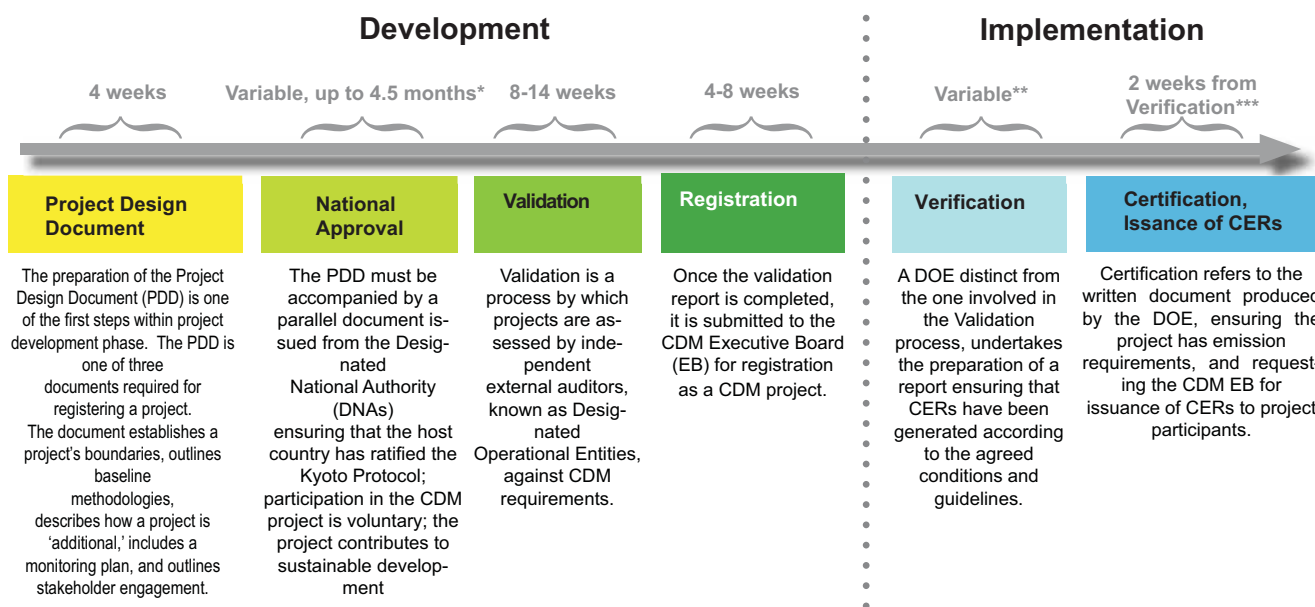 Development
Implementation
4 weeks
Variable, up to 4.5 months*
8-14 weeks
4-8 weeks
Variable**
2 weeks from
Verification***
Project Design
Document
The preparation of the Project
Design Document (PDD) is one
of the first steps within project
development phase. The PDD is
one of three
documents required for
registering a project.
The document establishes a
project's boundaries, outlines
baseline
methodologies,
describes how a project is
‘additional,’ includes a
monitoring plan, and outlines
stakeholder engagement.
National
Approval
The PDD must be
accompanied by a
parallel document is-
sued from the Desig-
nated
National Authority
(DNAs)
ensuring that the host
country has ratified the
Kyoto Protocol;
participation in the CDM
project is voluntary; the
project contributes to
sustainable develop-
ment
Validation
Validation is a
process by which
projects are as-
sessed by inde-
pendent
external auditors,
known as Desig-
nated
Operational Entities,
against CDM
requirements.
Registration
Once the validation
report is completed,
it is submitted to the
CDM Executive Board
(EB) for registration
as a CDM project.
Verification
A DOE distinct from
the one involved in
the Validation
process, undertakes
the preparation of a
report ensuring that
CERs have been
generated according
to the agreed
conditions and
guidelines.
Certification,
Issance of CERs
Certification refers to the
written document produced
by the DOE, ensuring the
project has emission
requirements, and request-
ing the CDM EB for
issuance of CERs to project
participants.